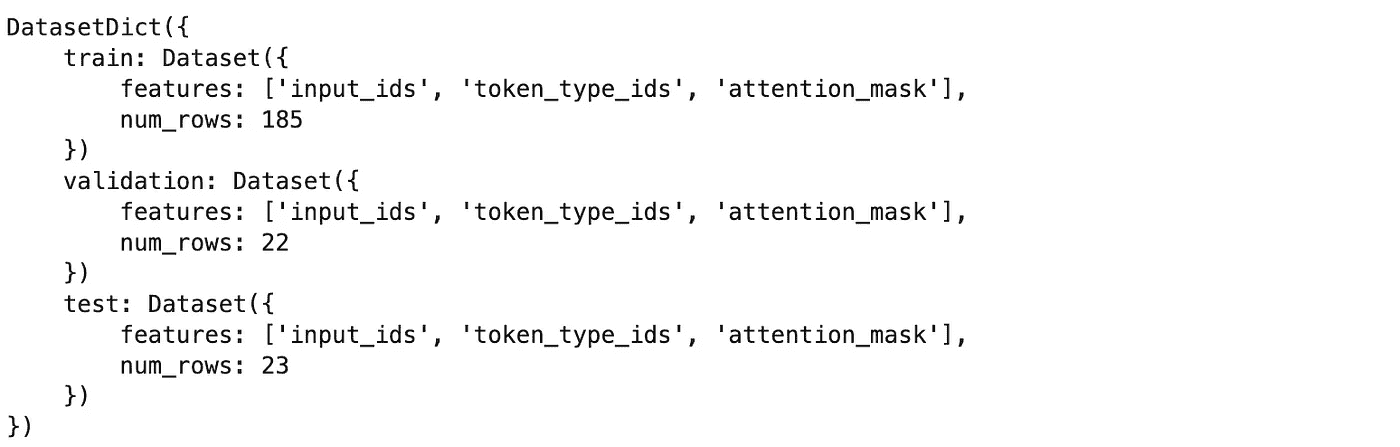 DatasetDict({
    train: Dataset({
        features: ['input_ids', 'token_type_ids', 'attention_mask'],
        num_rows: 185
    })
    validation: Dataset({
        features: ['input_ids', 'token_type_ids', 'attention_mask'],
        num_rows: 22
    })
    test: Dataset({
        features: ['input_ids', 'token_type_ids', 'attention_mask'],
        num_rows: 23
    })
})